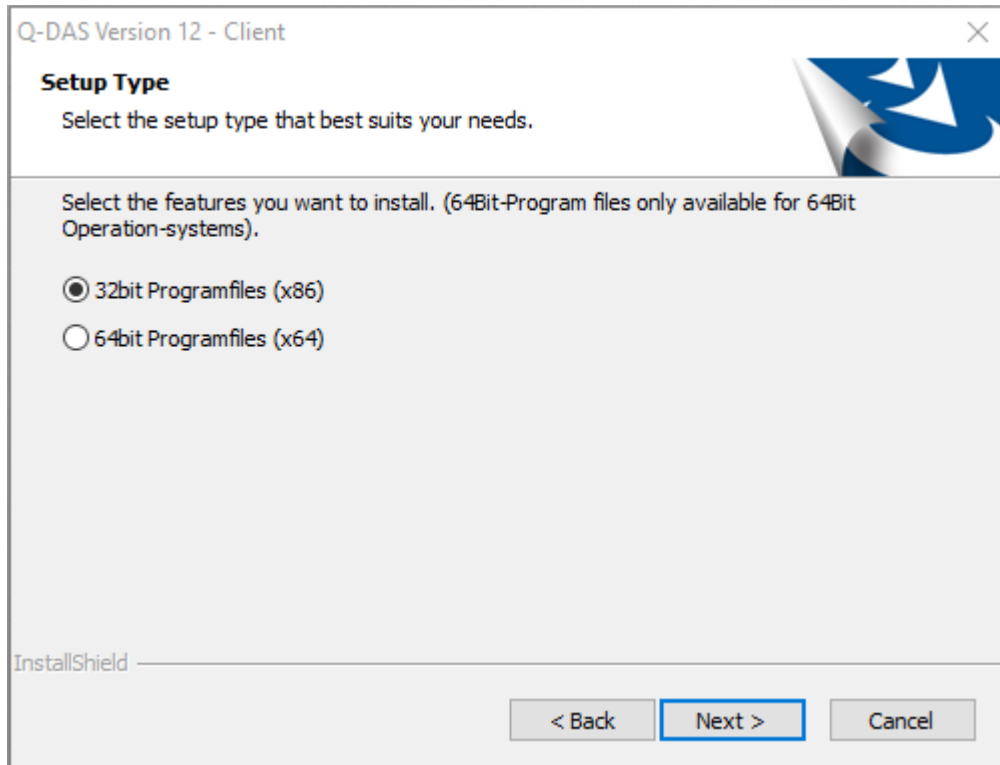 Q-DAS Version 12 - Client
Setup Type
Select the setup type that best suits your needs.
Select the features you want to install. (64Bit-Program files only available for 64Bit
Operation-systems).
32bit Programfiles (x86)
64bit Programfiles (x64)
InstallShield
< Back Next > Cancel